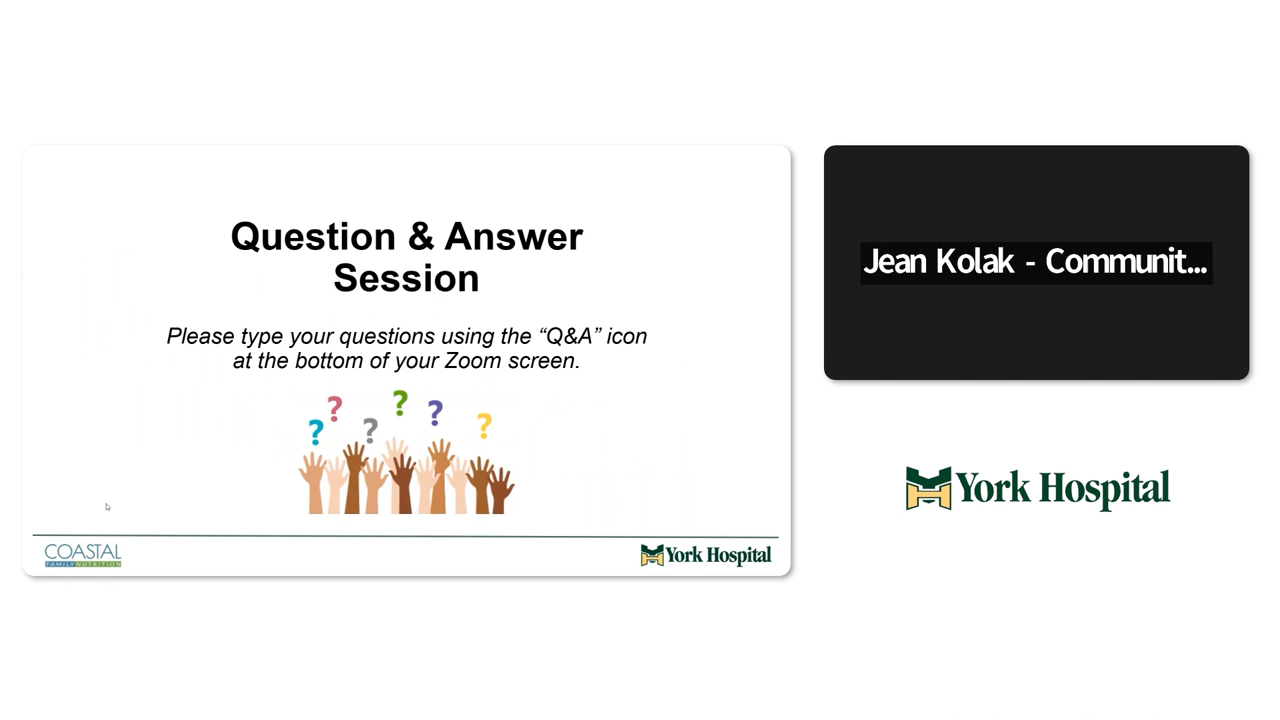 Question & Answer
Session
Please type your questions using the “Q&A” icon
at the bottom of your Zoom screen.
? ? ? ? ? ?
COASTAL
FAMILY NUTRITION
York Hospital
Jean Kolak - Communit...
York Hospital